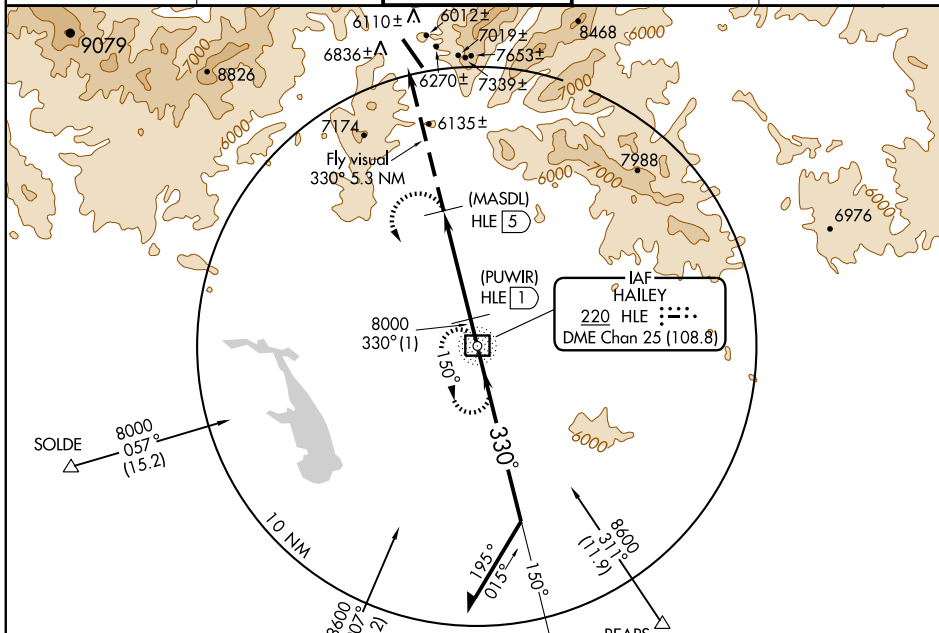 9079
7000
8826
6110±
6012±
6836±
7019±
7653±
6270±
7339±
8468
6000
7000
6000
7174
6135±
Fly visual
330° 5.3 NM
7988
6000
7000
6000
6976
(MASDL)
HLE 5
(PUWIR)
HLE 1
IAF
HAILEY
220 HLE
DME Chan 25 (108.8)
8000
330° (1)
150°
SOLDE
8000
057°
(15.2)
330°
6000
10 NM
195°
015°
150°
8600
311°
(11.9)